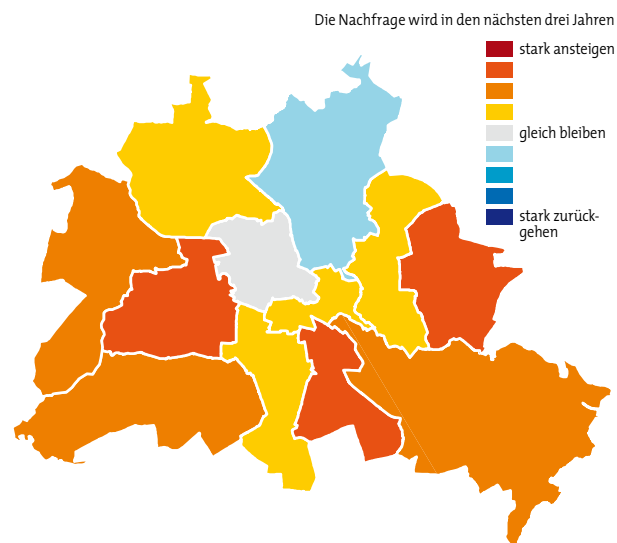 Die Nachfrage wird in den nächsten drei Jahren
stark ansteigen
gleich bleiben
stark zurück-
gehen